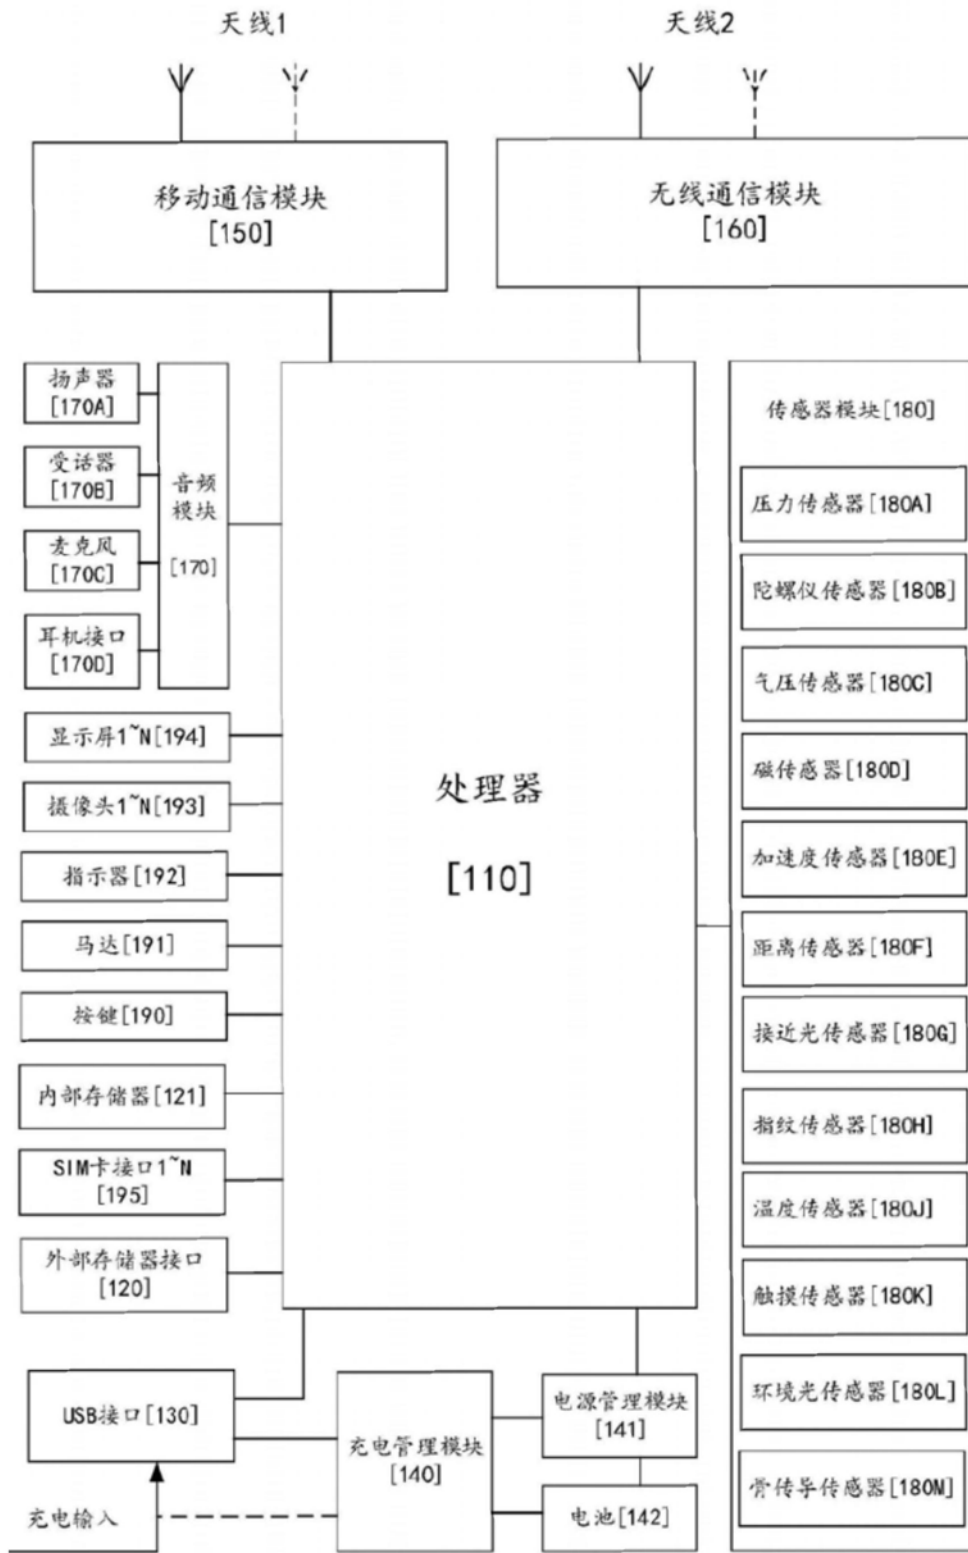 天线1
天线2
移动通信模块
[150]
无线通信模块
[160]
扬声器
[170A]
受话器
[170B]
麦克风
[170C]
耳机接口
[170D]
音频
模块
[170]
显示屏1~N[194]
摄像头1~N[193]
指示器[192]
马达[191]
按键[190]
内部存储器[121]
SIM卡接口1~N
[195]
外部存储器接口
[120]
处理器
[110]
传感器模块[180]
压力传感器[180A]
陀螺仪传感器[180B]
气压传感器[180C]
磁传感器[180D]
加速度传感器[180E]
距离传感器[180F]
接近光传感器[180G]
指纹传感器[180H]
温度传感器[180J]
触摸传感器[180K]
环境光传感器[180L]
骨传导传感器[180M]
USB接口[130]
充电管理模块
[140]
电源管理模块
[141]
电池[142]
充电输入